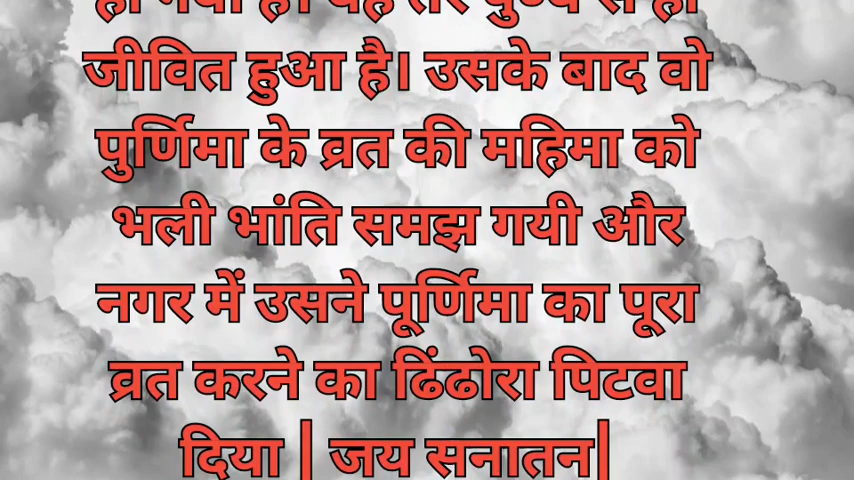 जीवित हुआ है। उसके बाद वो
पुर्णिमा के व्रत की महिमा को
भली भांति समझ गयी और
नगर में उसने पूर्णिमा का पूरा
व्रत करने का ढिंढोरा पिटवा
दिया | जय सनातन|